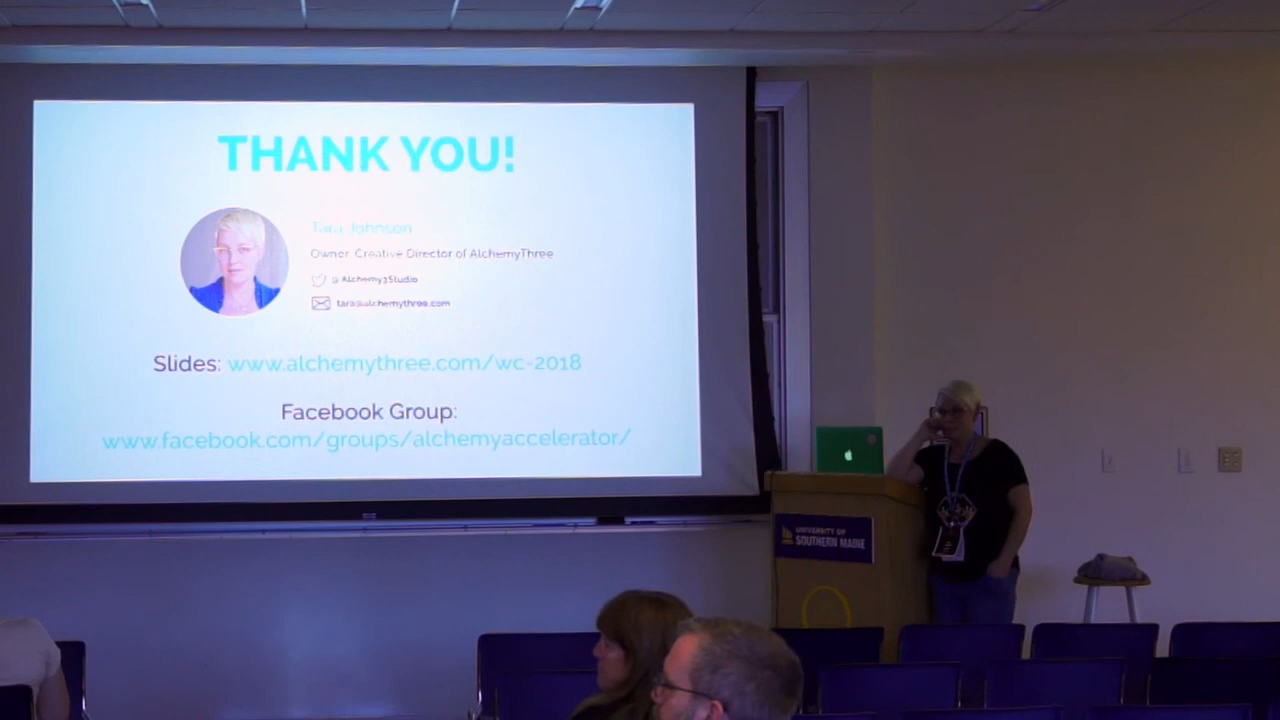 THANK YOU!
Tara Johnson
Owner, Creative Director of AlchemyThree
@Alchemy3Studio
tara@alchemythree.com
Slides: www.alchemythree.com/wc-2018
Facebook Group:
www.facebook.com/groups/alchemyaccelerator/
UNIVERSITY OF
SOUTHERN MAINE